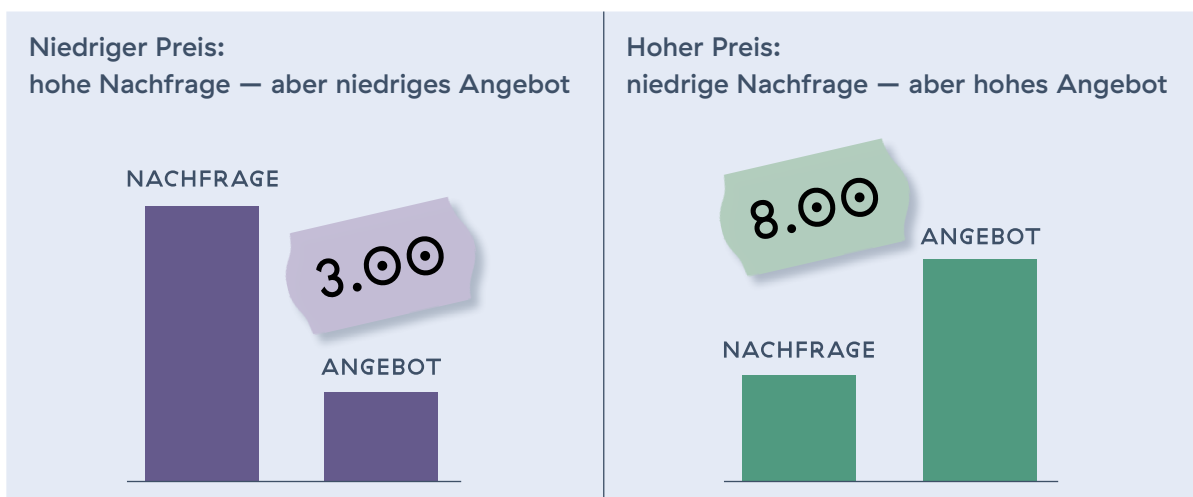 Niedriger Preis:
hohe Nachfrage — aber niedriges Angebot
NACHFRAGE
3.00
ANGEBOT
Hoher Preis:
niedrige Nachfrage — aber hohes Angebot
8.00
ANGEBOT
NACHFRAGE